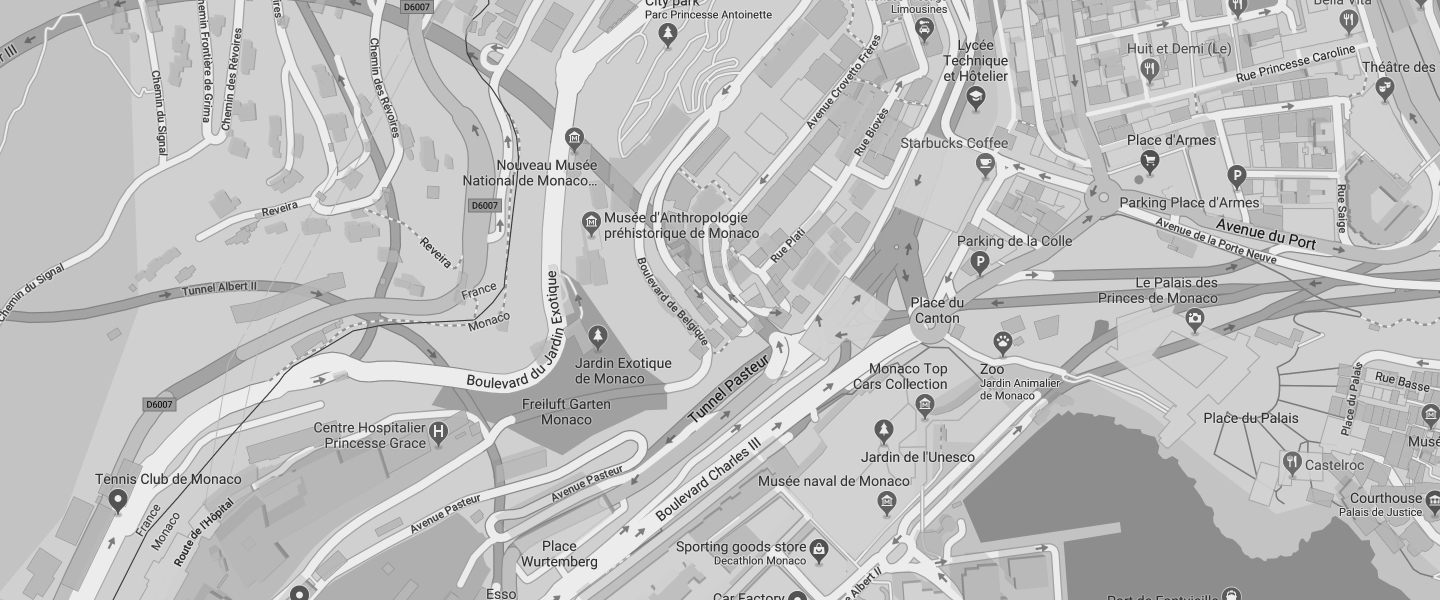 City park
Parc Princesse Antoinette
D6007
Limousines
Bella Vita
Lycée
Technique
et Hôtelier
Huit et Demi (Le)
Rue Princesse Caroline
Théâtre des
Chemin du Signal
Chemin Frontière de Grima
Chemin des Révoires
Chemin des Révoires
Avenue Crovetto Frères
Rue Biovès
Starbucks Coffee
Place d'Armes
Nouveau Musée
National de Monaco...
D6007
Parking Place d'Armes
Rue Saige
Reveira
Reveira
Musée d'Anthropologie
préhistorique de Monaco
Rue Plati
Avenue du Port
Avenue de la Porte Neuve
Parking de la Colle
Chemin du Signal
Tunnel Albert II
France
Monaco
Boulevard de Belgique
Le Palais des
Princes de Monaco
Place du
Canton
Boulevard du Jardin Exotique
Jardin Exotique
de Monaco
Tunnel Pasteur
Monaco Top
Cars Collection
Zoo
Jardin Animalier
de Monaco
Rue Basse
Place du Palais
D6007
Freiluft Garten
Monaco
Centre Hospitalier
Princesse Grace
Place du Palais
Tennis Club de Monaco
Boulevard Charles III
Jardin de l'Unesco
Musée naval de Monaco
Castelroc
Courthouse
Palais de Justice
France
Monaco
Route de l'Hôpital
Avenue Pasteur
Avenue Pasteur
Place
Wurtemberg
Sporting goods store
Decathlon Monaco
Esso
Car Factory
Port de Fontvieille